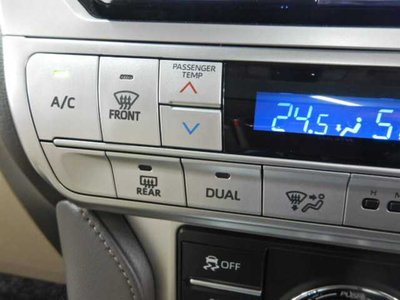 PASSENGER
TEMP
A/C
FRONT
24.5
REAR
DUAL
H
M
OFF